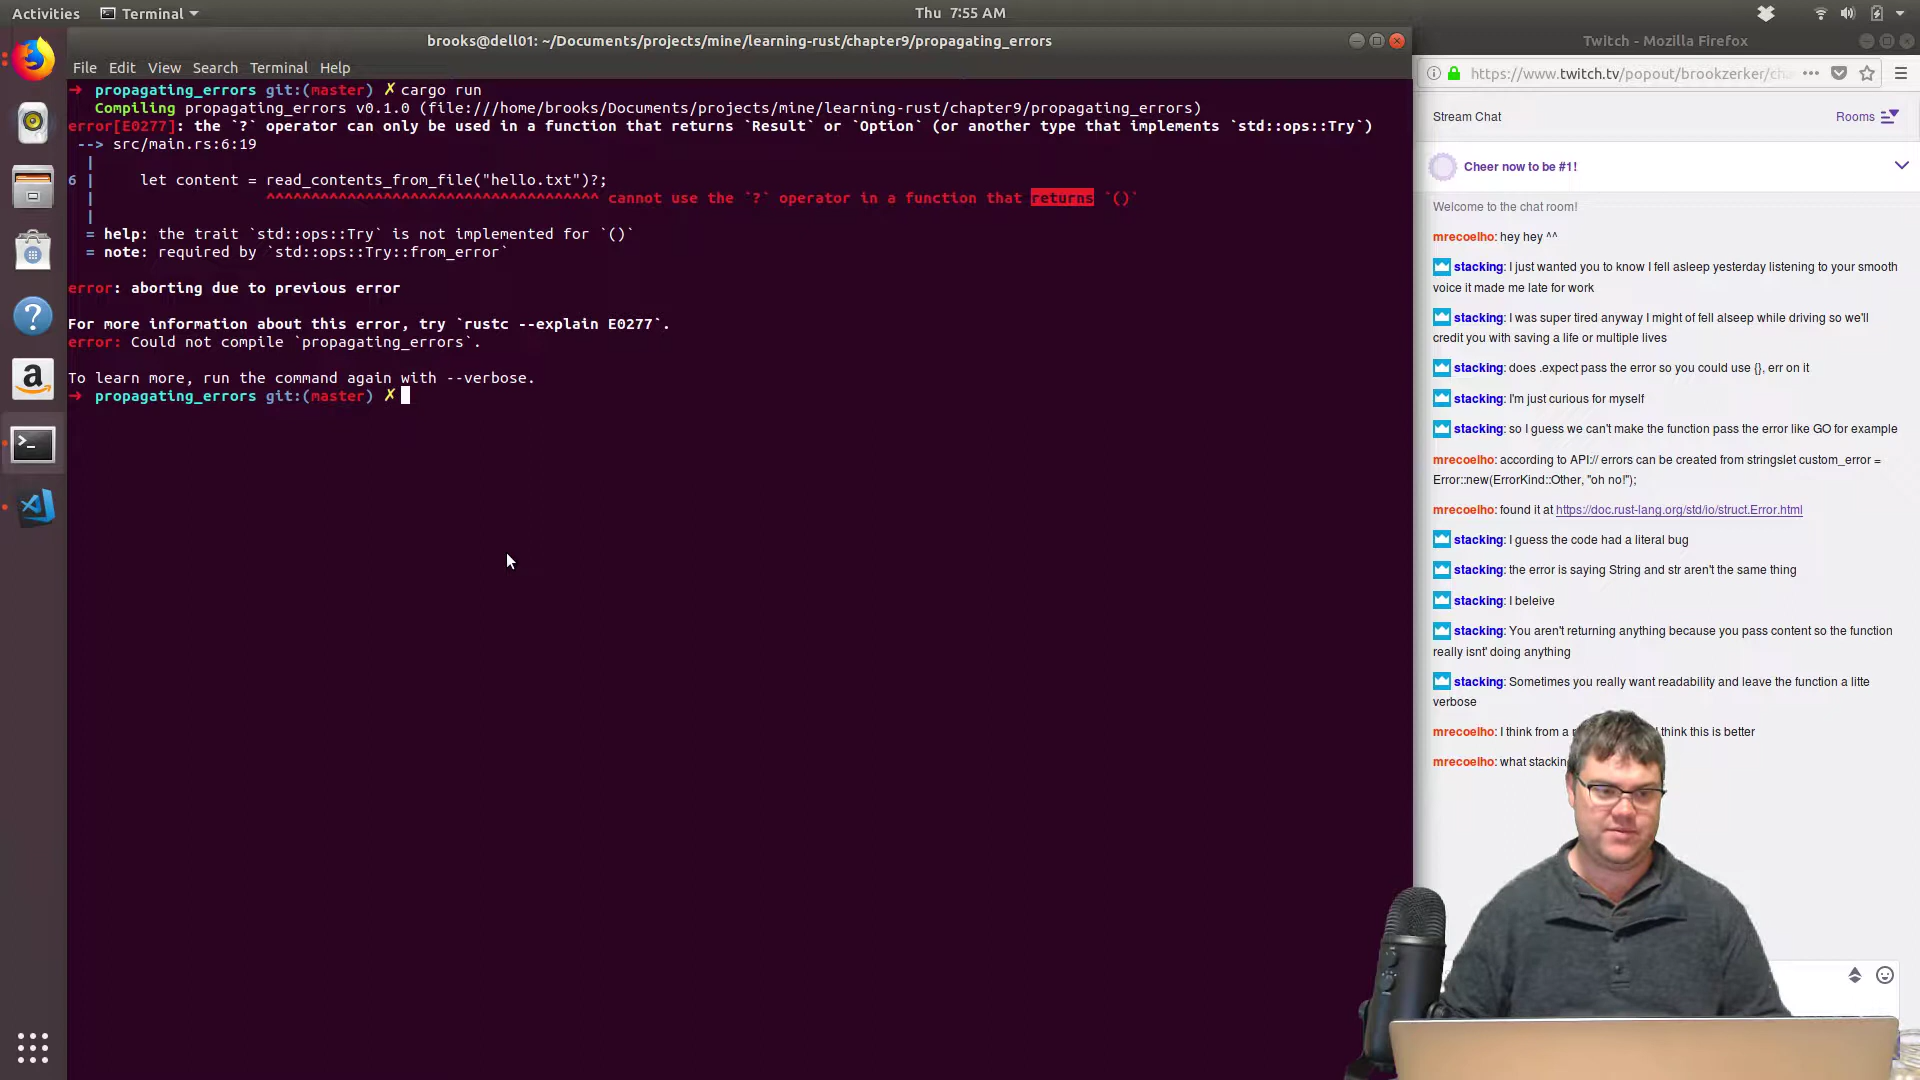 Activities
Terminal
Thu 7:55 AM
brooks@dell01: ~/Documents/projects/mine/learning-rust/chapter9/propagating_errors
File Edit View Search Terminal Help
→ propagating_errors git:(master) ✗ cargo run
Compiling propagating_errors v0.1.0 (file:///home/brooks/Documents/projects/mine/learning-rust/chapter9/propagating_errors)
error[E0277]: the `?` operator can only be used in a function that returns `Result` or `Option` (or another type that implements `std::ops::Try`)
--> src/main.rs:6:19
|
6 | let content = read_contents_from_file("hello.txt")?;
| ^^^^^^^^^^^^^^^^^^^^^^^^^^^^^^^^^^^^^ cannot use the `?` operator in a function that returns `()`
|
= help: the trait `std::ops::Try` is not implemented for `()`
= note: required by `std::ops::Try::from_error`
error: aborting due to previous error
For more information about this error, try `rustc --explain E0277`.
error: Could not compile `propagating_errors`.
To learn more, run the command again with --verbose.
→ propagating_errors git:(master) ✗
Twitch - Mozilla Firefox
https://www.twitch.tv/popout/brookzerker/cha
Stream Chat
Rooms
Cheer now to be #1!
Welcome to the chat room!
mrecoelho: hey hey ^^
stacking: I just wanted you to know I fell asleep yesterday listening to your smooth
voice it made me late for work
stacking: I was super tired anyway I might of fell alseep while driving so we'll
credit you with saving a life or multiple lives
stacking: does .expect pass the error so you could use {}, err on it
stacking: I'm just curious for myself
stacking: so I guess we can't make the function pass the error like GO for example
mrecoelho: according to API:// errors can be created from stringslet custom_error =
Error::new(ErrorKind::Other, "oh no!");
mrecoelho: found it at https://doc.rust-lang.org/std/io/struct.Error.html
stacking: I guess the code had a literal bug
stacking: the error is saying String and str aren't the same thing
stacking: I beleive
stacking: You aren't returning anything because you pass content so the function
really isnt' doing anything
stacking: Sometimes you really want readability and leave the function a litte
verbose
mrecoelho: I think from a think this is better
mrecoelho: what